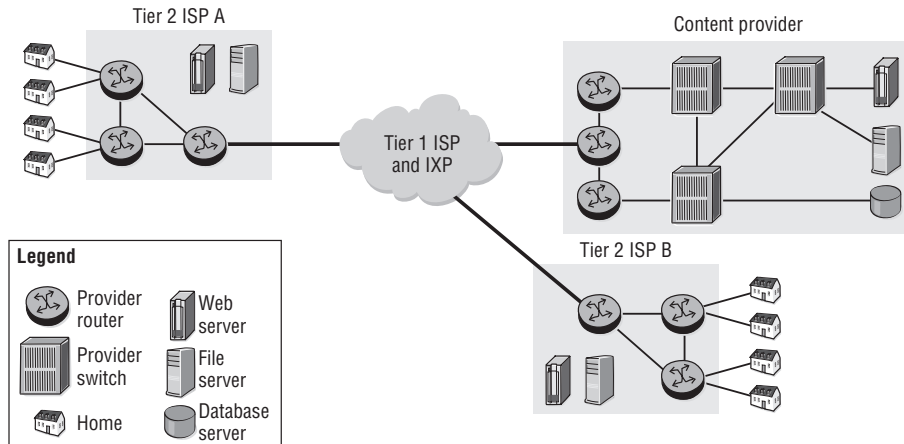 Tier 2 ISP A
Content provider
Tier 1 ISP
and IXP
Tier 2 ISP B
Legend
Provider
router
Web
server
Provider
switch
File
server
Home
Database
server